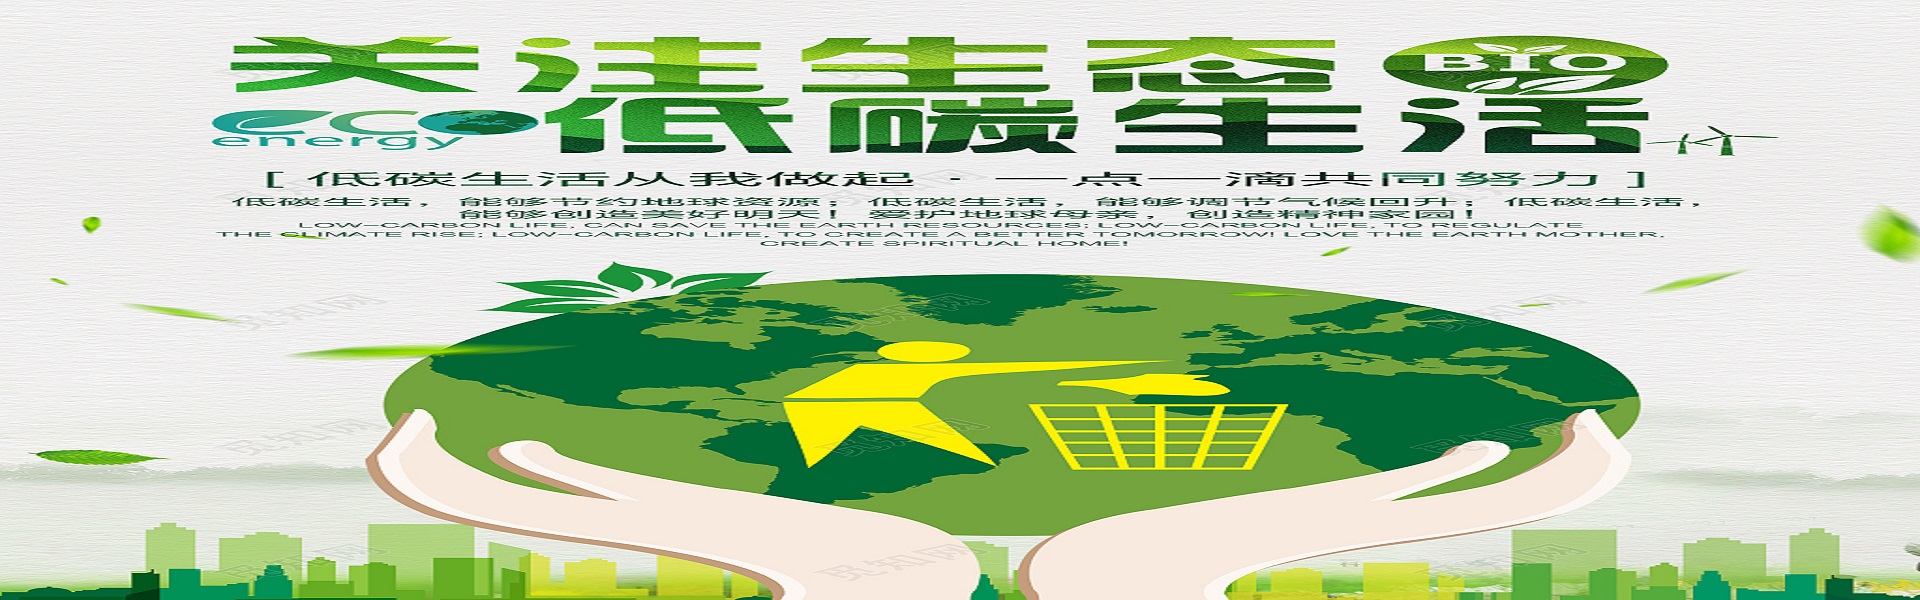 关注生态
BIO
eco
energy
低碳生活
[ 低碳生活从我做起 · 一点一滴共同努力 ]
低碳生活，能够节约地球资源；低碳生活，能够调节气候回升；低碳生活，
能够创造美好明天！爱护地球母亲，创造精神家园！
LOW-CARBON LIFE, CAN SAVE THE EARTH RESOURCES; LOW-CARBON LIFE, TO REGULATE
THE CLIMATE RISE; LOW-CARBON LIFE, TO CREATE A BETTER TOMORROW! LOVE THE EARTH MOTHER,
CREATE SPIRITUAL HOME!
觅知网